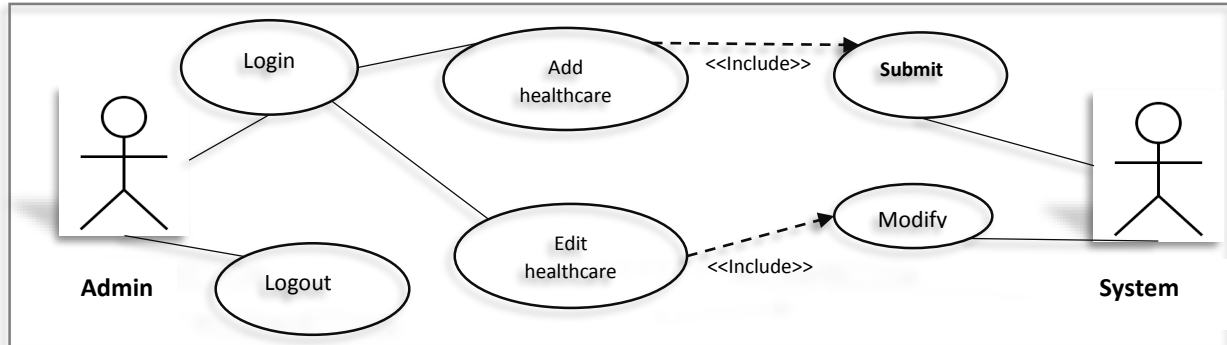 Login
Add
healthcare
<<Include>>
Submit
Edit
healthcare
<<Include>>
Modify
Logout
Admin
System